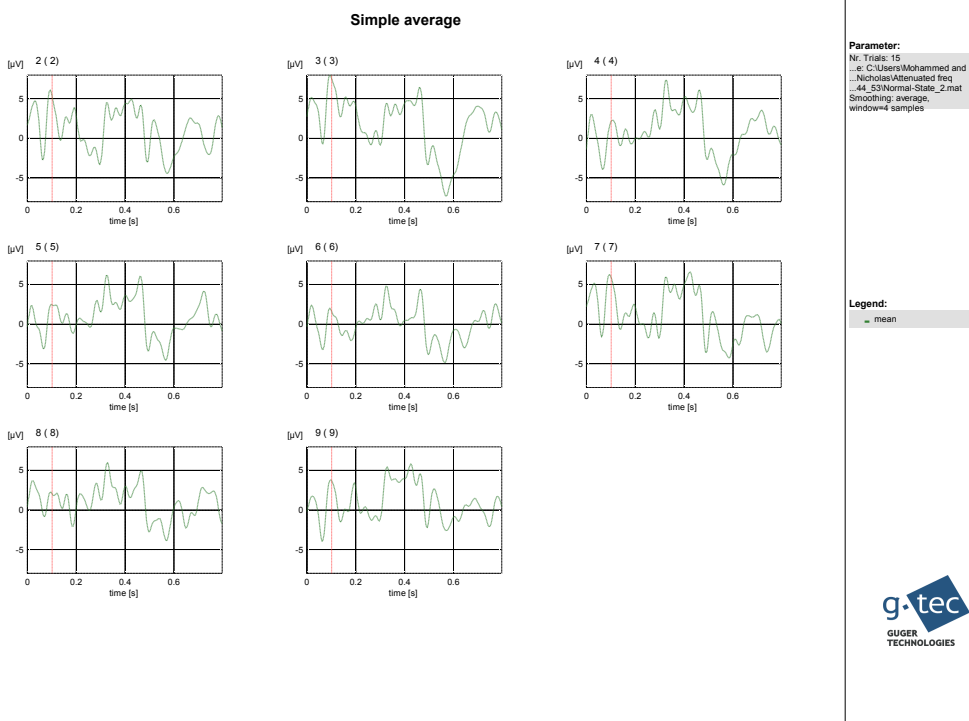 Simple average
Parameter:
Nr. Trials: 15
...e: C:\Users\Mohammed and
...Nicholas\Attenuated freq
...44_53\Normal-State_2.mat
Smoothing: average,
window=4 samples
[µV] 2 ( 2)
5
0
-5
0 0.2 0.4 0.6
time [s]
[µV] 3 ( 3)
5
0
-5
0 0.2 0.4 0.6
time [s]
[µV] 4 ( 4)
5
0
-5
0 0.2 0.4 0.6
time [s]
[µV] 5 ( 5)
5
0
-5
0 0.2 0.4 0.6
time [s]
[µV] 6 ( 6)
5
0
-5
0 0.2 0.4 0.6
time [s]
[µV] 7 ( 7)
5
0
-5
0 0.2 0.4 0.6
time [s]
Legend:
mean
[µV] 8 ( 8)
5
0
-5
0 0.2 0.4 0.6
time [s]
[µV] 9 ( 9)
5
0
-5
0 0.2 0.4 0.6
time [s]
g.tec
GUGER
TECHNOLOGIES